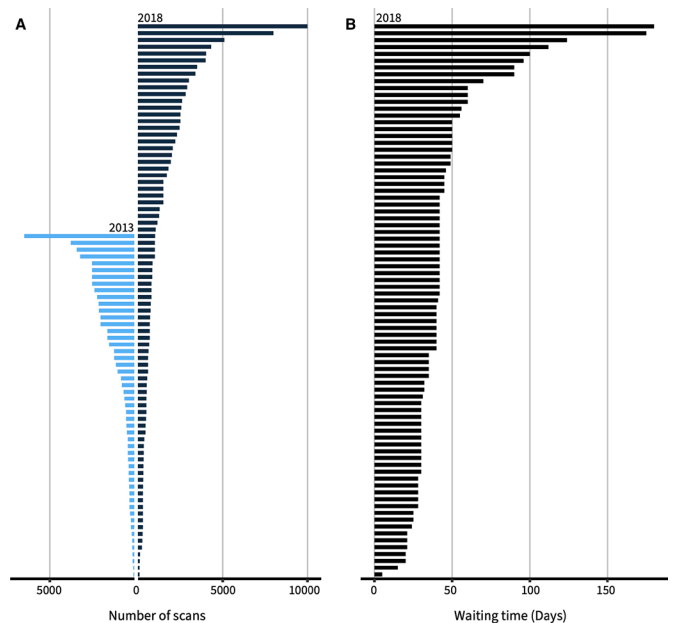 A
2018
2013
5000 0 5000 10000
Number of scans
B
2018
0 50 100 150
Waiting time (Days)